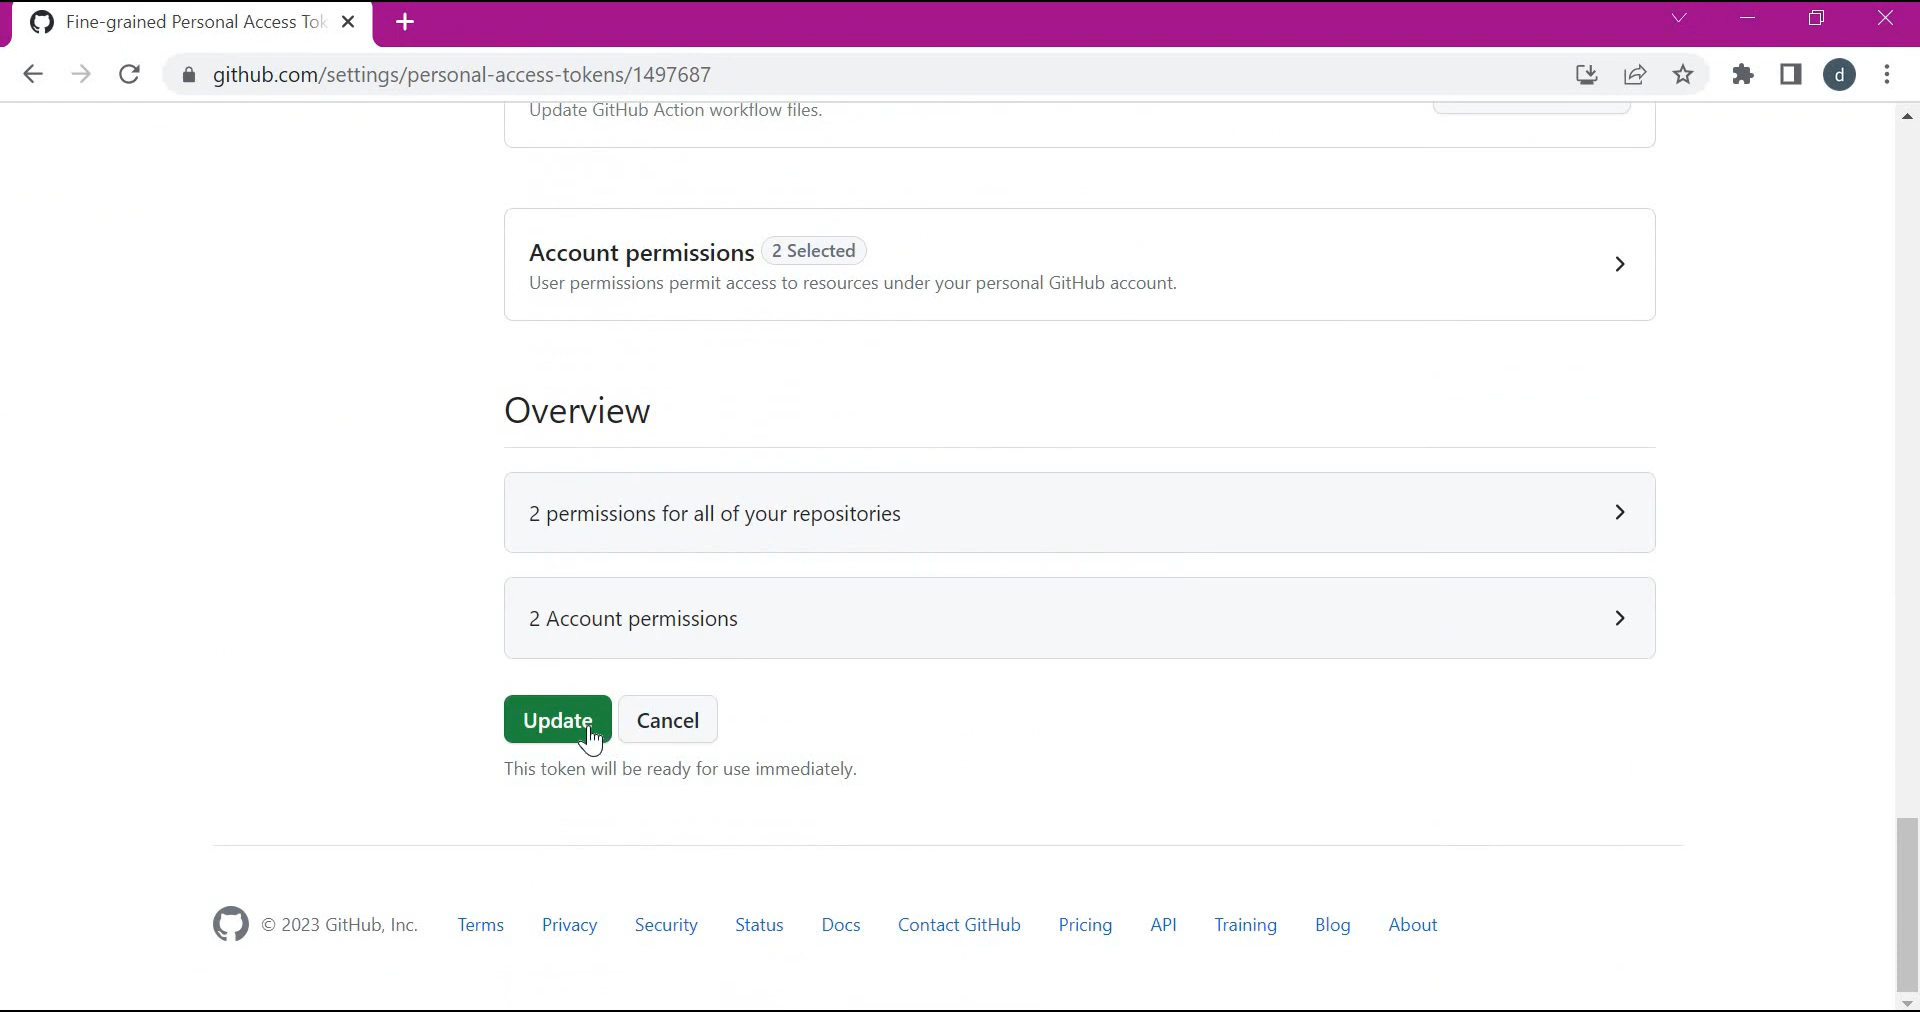 Fine-grained Personal Access Tok
github.com/settings/personal-access-tokens/1497687
d
Update GitHub Action workflow files.
Account permissions 2 Selected
User permissions permit access to resources under your personal GitHub account.
Overview
2 permissions for all of your repositories
2 Account permissions
Update Cancel
This token will be ready for use immediately.
© 2023 GitHub, Inc. Terms Privacy Security Status Docs Contact GitHub Pricing API Training Blog About